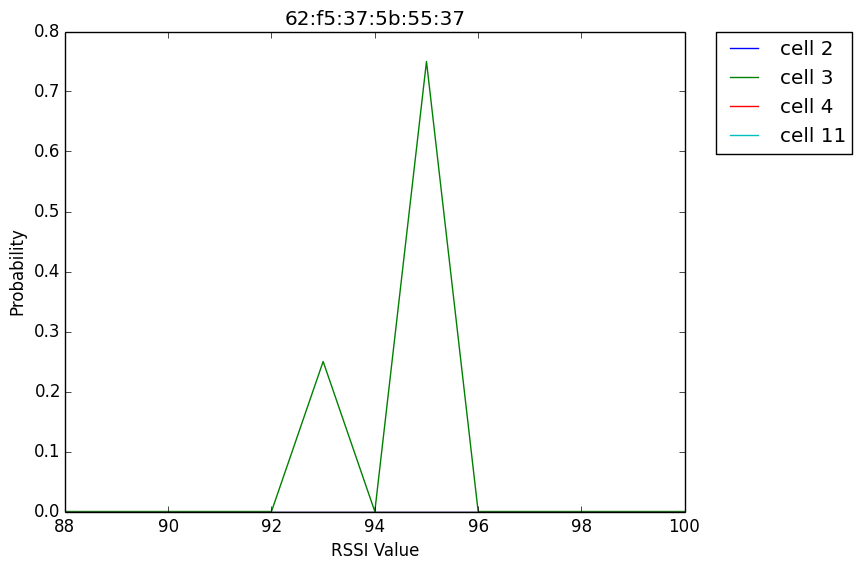 62:f5:37:5b:55:37
0.8
0.7
0.6
0.5
0.4
0.3
0.2
0.1
0.0
Probability
88 90 92 94 96 98 100
RSSI Value
cell 2
cell 3
cell 4
cell 11